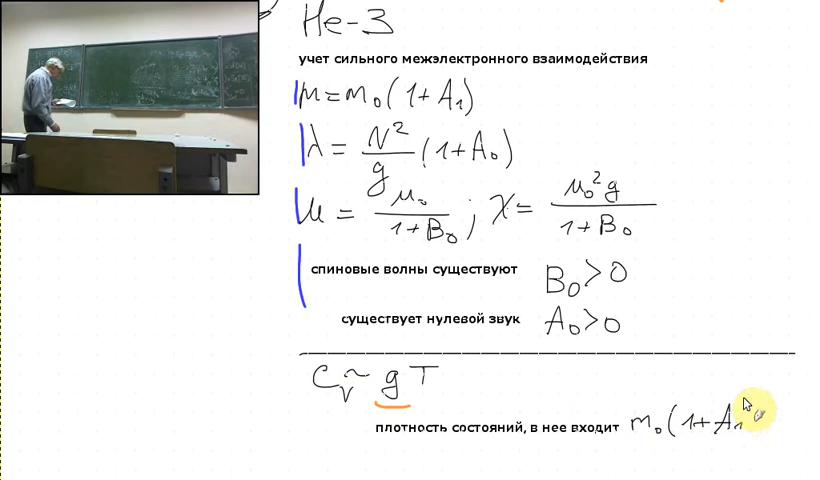 He-3
учет сильного межэлектронного взаимодействия
m = m₀(1+A₁)
λ = N²/g (1+A₀)
μ = μ₀/(1+B₀) ; χ = μ₀²g/(1+B₀)
спиновые волны существуют B₀>0
существует нулевой звук A₀>0
Cᵥ ~ gT
плотность состояний, в нее входит m₀(1+A₁